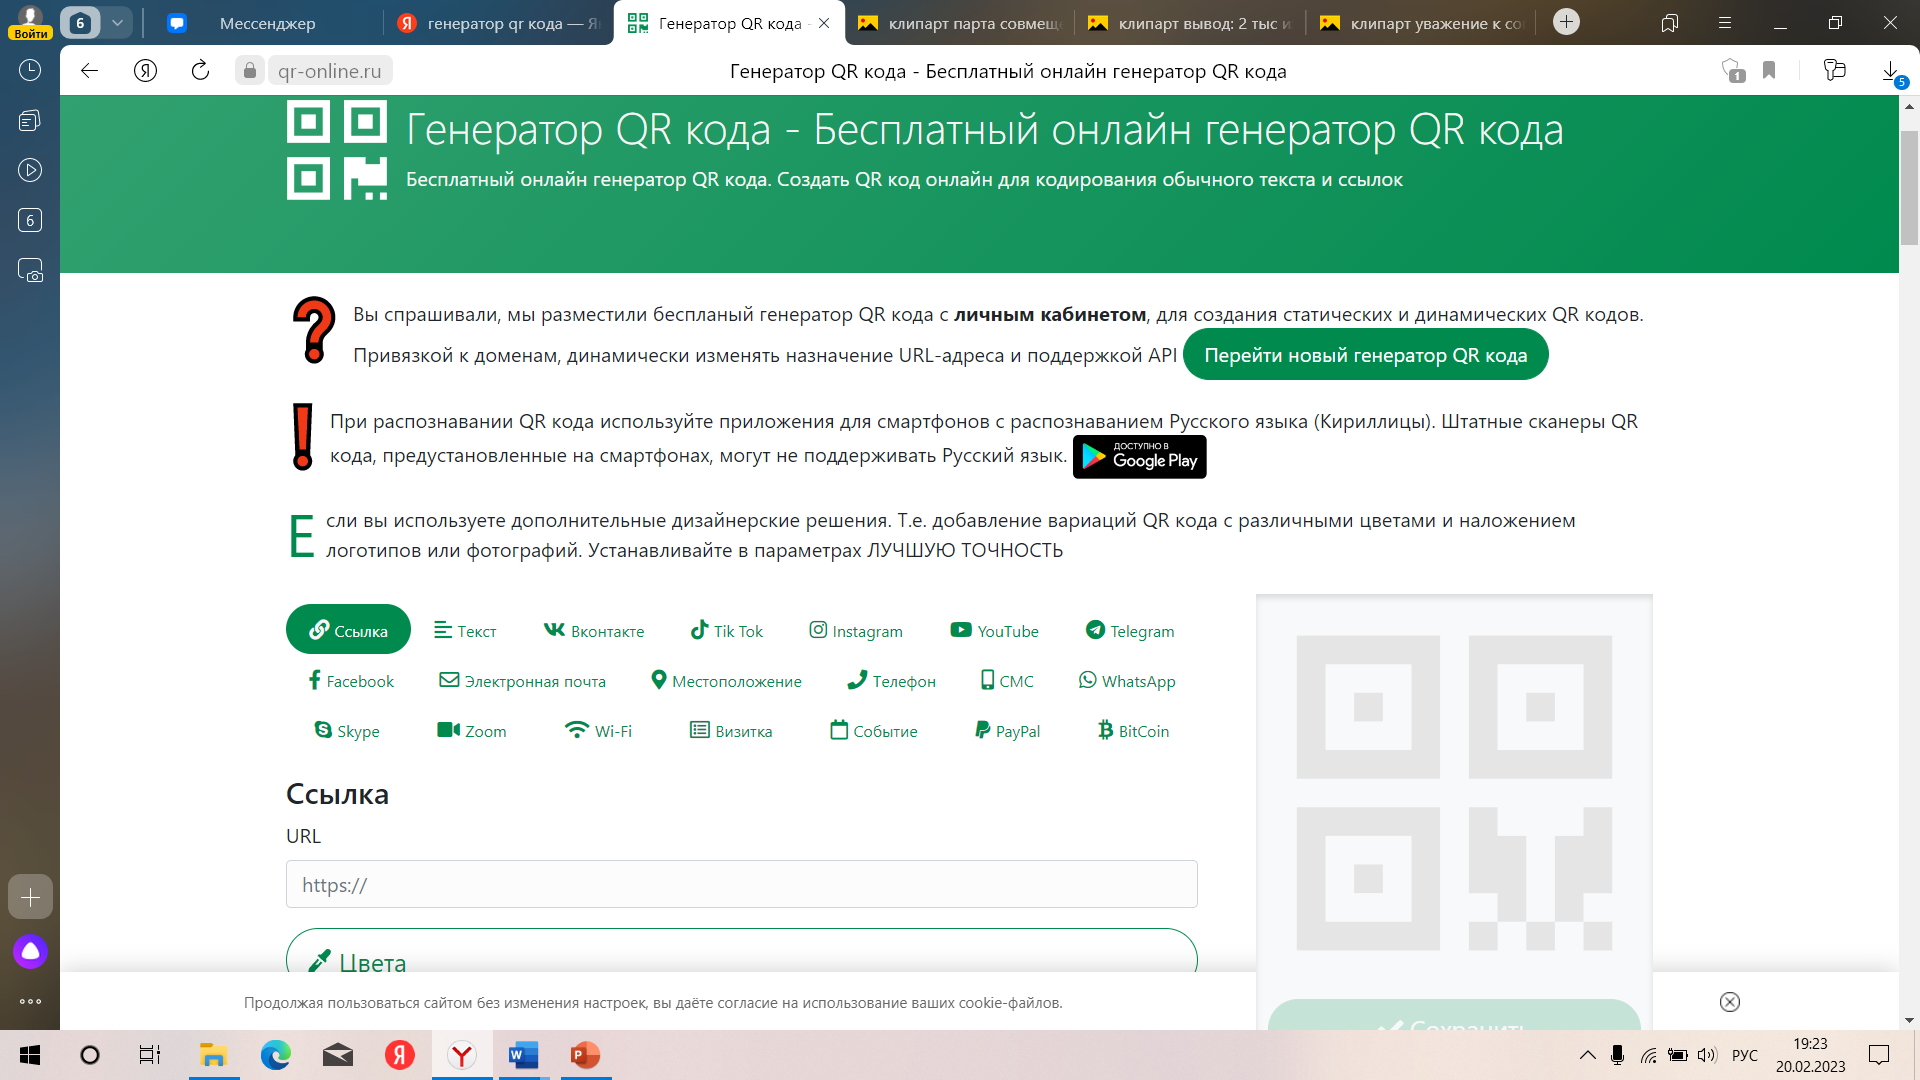 Войти
6
Мессенджер
генератор qr кода — Я
Генератор QR кода
клипарт парта совмеще
клипарт вывод: 2 тыс и
клипарт уважение к со
qr-online.ru
Генератор QR кода - Бесплатный онлайн генератор QR кода
1
5
6
Генератор QR кода - Бесплатный онлайн генератор QR кода
Бесплатный онлайн генератор QR кода. Создать QR код онлайн для кодирования обычного текста и ссылок
Вы спрашивали, мы разместили бесплaный генератор QR кода с личным кабинетом, для создания статических и динамических QR кодов.
Привязкой к доменам, динамически изменять назначение URL-адреса и поддержкой API Перейти новый генератор QR кода
При распознавании QR кода используйте приложения для смартфонов с распознаванием Русского языка (Кириллицы). Штатные сканеры QR
кода, предустановленные на смартфонах, могут не поддерживать Русский язык. ДОСТУПНО В Google Play
Если вы используете дополнительные дизайнерские решения. Т.е. добавление вариаций QR кода с различными цветами и наложением
логотипов или фотографий. Устанавливайте в параметрах ЛУЧШУЮ ТОЧНОСТЬ
Ссылка Текст Вконтакте Tik Tok Instagram YouTube Telegram
Facebook Электронная почта Местоположение Телефон СМС WhatsApp
Skype Zoom Wi-Fi Визитка Событие PayPal BitCoin
Ссылка
URL
https://
Цвета
Продолжая пользоваться сайтом без изменения настроек, вы даёте согласие на использование ваших cookie-файлов.
Сохранить
РУС
19:23
20.02.2023